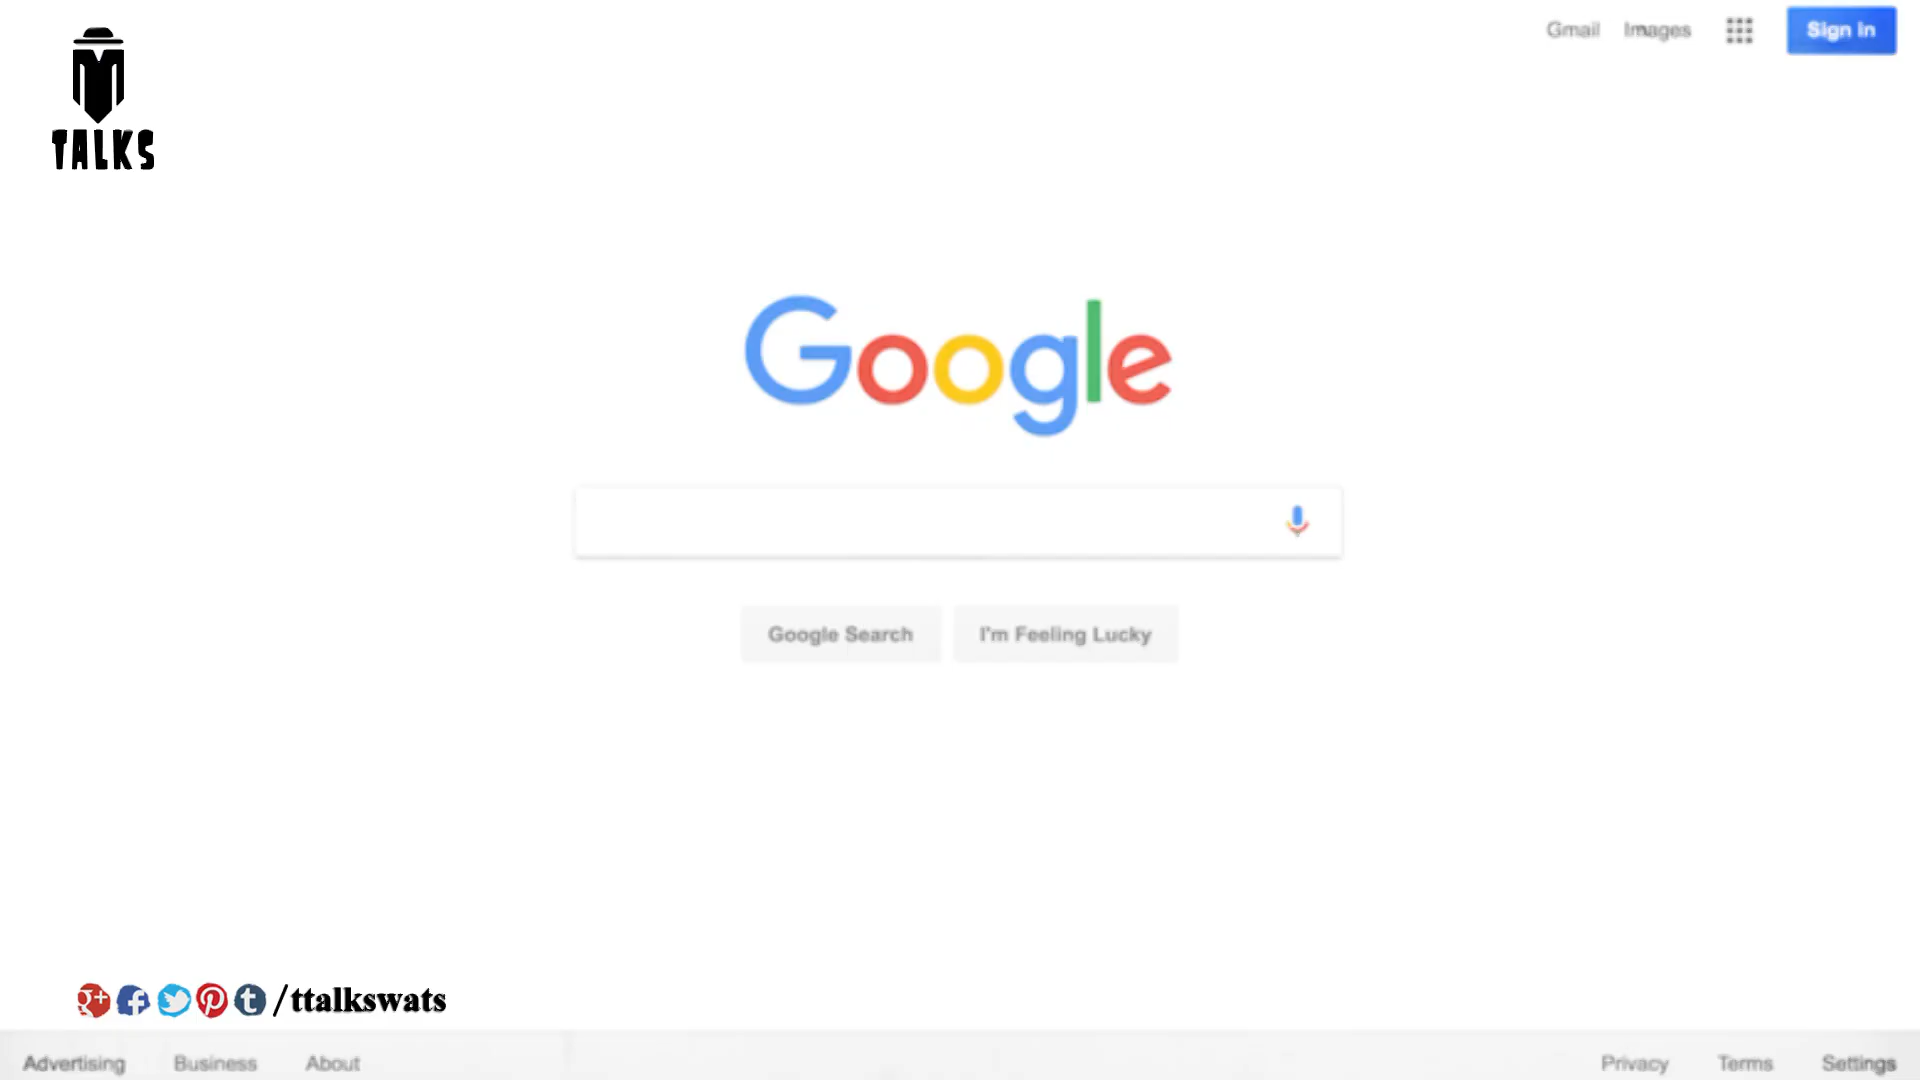 Gmail Images Sign In
TALKS
Google
Google Search I'm Feeling Lucky
/ttalkswats
Advertising Business About Privacy Terms Settings